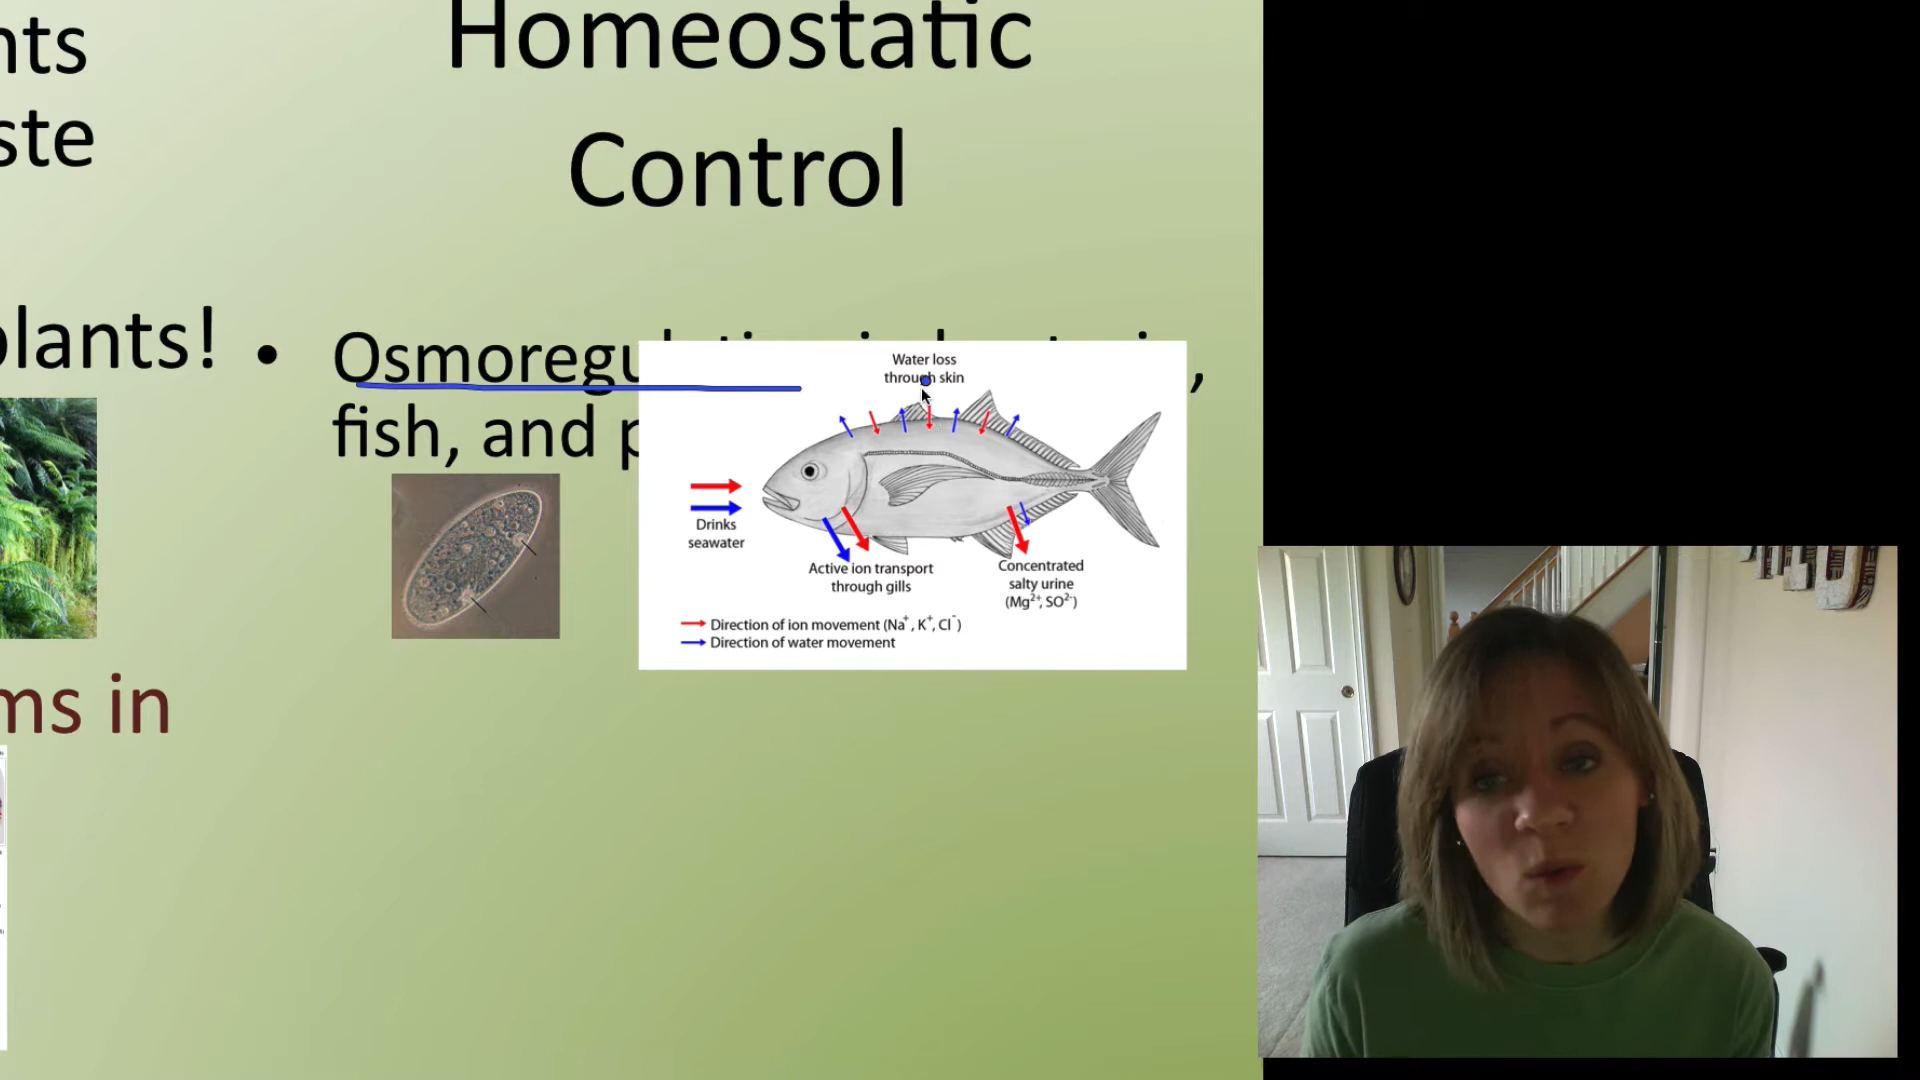 nts
ste
plants!
ms in
Homeostatic
Control
• Osmoregu
,
fish, and p
Water loss
through skin
Drinks
seawater
Active ion transport
through gills
Concentrated
salty urine
(Mg²⁺, SO²⁻)
Direction of ion movement (Na⁺, K⁺, Cl⁻)
Direction of water movement